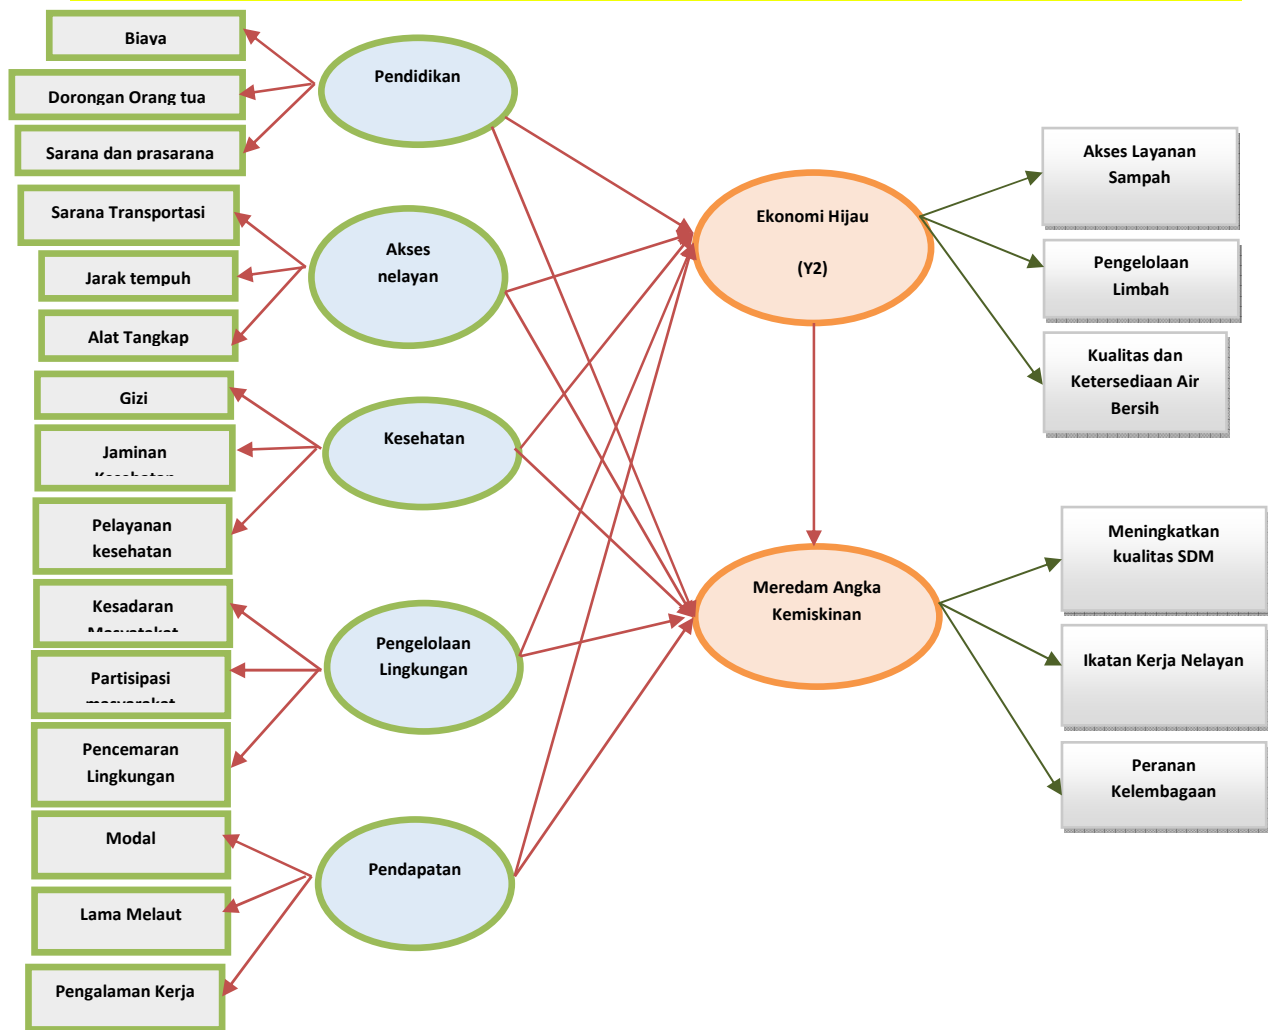 Biaya
Dorongan Orang tua
Sarana dan prasarana
Sarana Transportasi
Jarak tempuh
Alat Tangkap
Gizi
Jaminan
Kesehatan
Pelayanan
kesehatan
Kesadaran
Masyatakat
Partisipasi
masyarakat
Pencemaran
Lingkungan
Modal
Lama Melaut
Pengalaman Kerja
Pendidikan
Akses
nelayan
Kesehatan
Pengelolaan
Lingkungan
Pendapatan
Ekonomi Hijau
(Y2)
Meredam Angka
Kemiskinan
Akses Layanan
Sampah
Pengelolaan
Limbah
Kualitas dan
Ketersediaan Air
Bersih
Meningkatkan
kualitas SDM
Ikatan Kerja Nelayan
Peranan
Kelembagaan